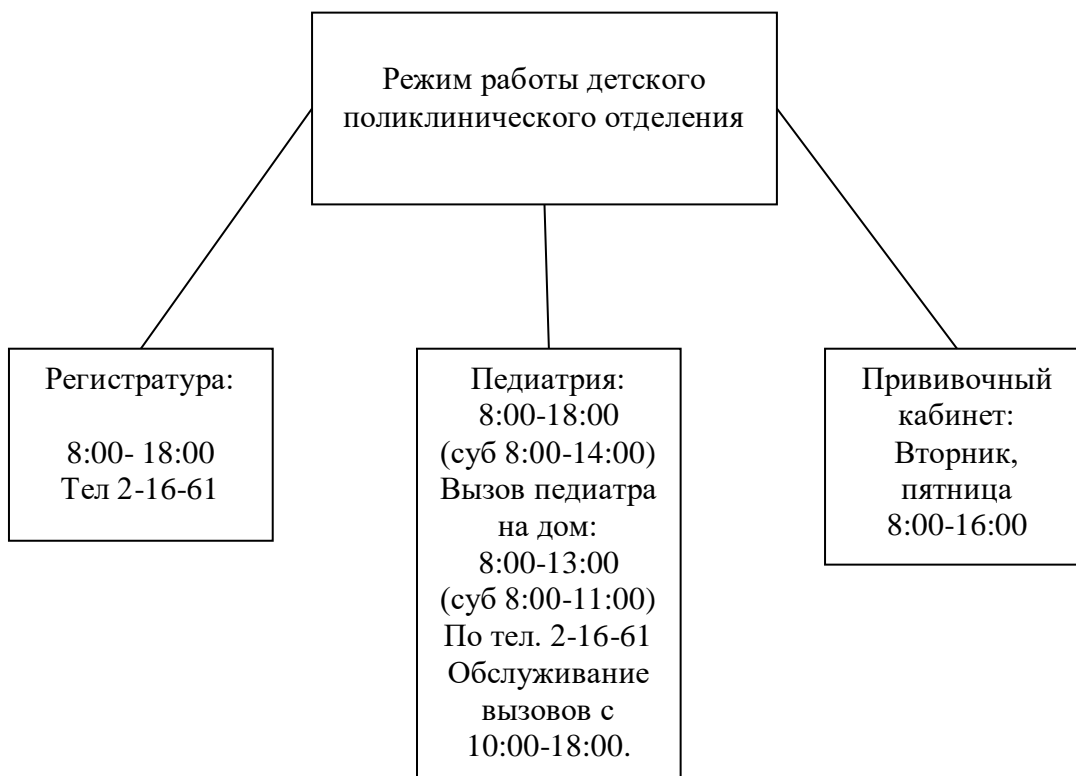 Режим работы детского
поликлинического отделения
Регистратура:
8:00- 18:00
Тел 2-16-61
Педиатрия:
8:00-18:00
(суб 8:00-14:00)
Вызов педиатра
на дом:
8:00-13:00
(суб 8:00-11:00)
По тел. 2-16-61
Обслуживание
вызовов с
10:00-18:00.
Прививочный
кабинет:
Вторник,
пятница
8:00-16:00